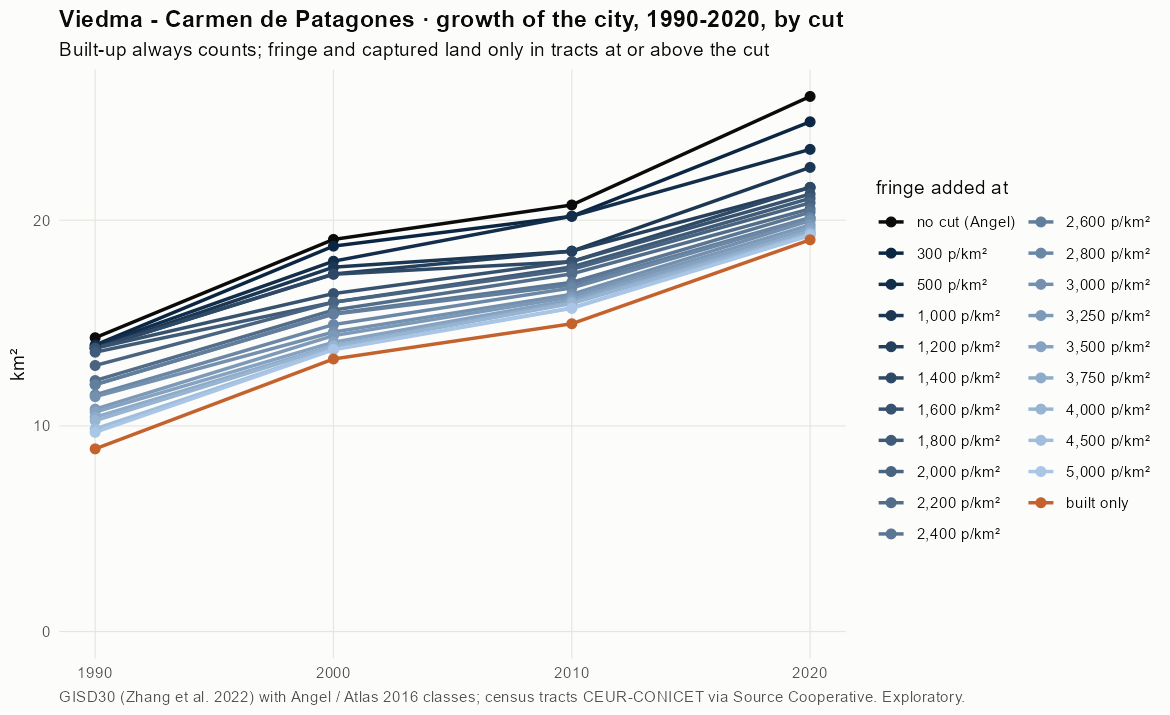 Viedma - Carmen de Patagones · growth of the city, 1990-2020, by cut
Built-up always counts; fringe and captured land only in tracts at or above the cut
km²
20
10
0
1990
2000
2010
2020
fringe added at
no cut (Angel)
300 p/km²
500 p/km²
1,000 p/km²
1,200 p/km²
1,400 p/km²
1,600 p/km²
1,800 p/km²
2,000 p/km²
2,200 p/km²
2,400 p/km²
2,600 p/km²
2,800 p/km²
3,000 p/km²
3,250 p/km²
3,500 p/km²
3,750 p/km²
4,000 p/km²
4,500 p/km²
5,000 p/km²
built only
GISD30 (Zhang et al. 2022) with Angel / Atlas 2016 classes; census tracts CEUR-CONICET via Source Cooperative. Exploratory.